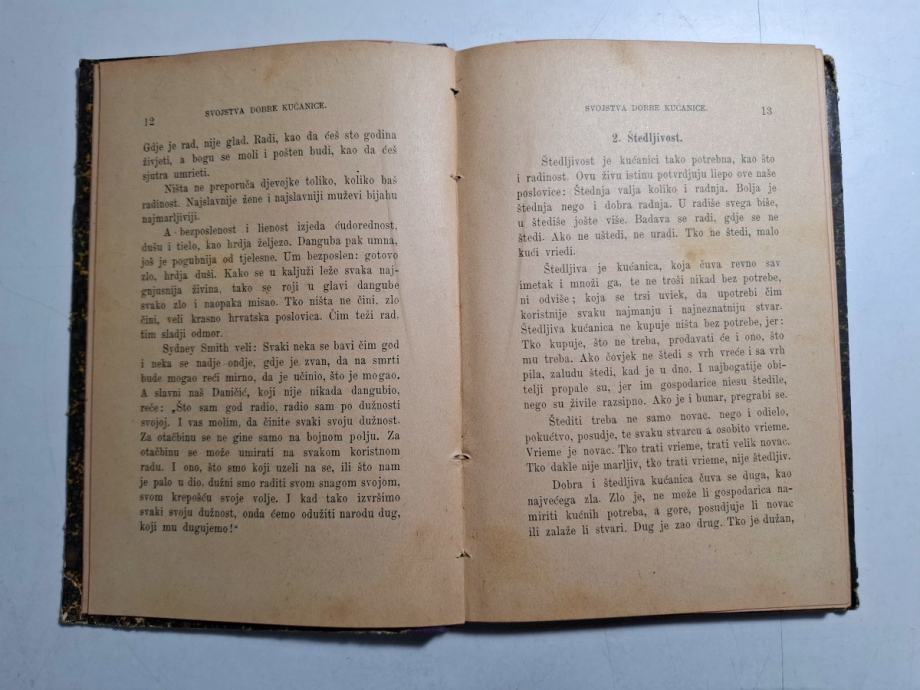 12
SVOJSTVA DOBRE KUĆANICE.
Gdje je rad, nije glad. Radi, kao da ćeš sto godina
živjeti, a bogu se moli i pošten budi, kao da ćeš
sjutra umrieti.
Ništa ne preporuča djevojke toliko, koliko baš
radinost. Najslavnije žene i najslavniji muževi bijahu
najmarljiviji.
A bezposlenost i lienost izjeda ćudorednost,
dušu i tielo, kao hrdja željezo. Danguba pak umna,
još je pogubnija od tjelesne. Um bezposlen: gotovo
zlo, hrdja duši. Kako se u kaljuži leže svaka naj-
gnjusnija živina, tako se roji u glavi dangube
svako zlo i naopaka misao. Tko ništa ne čini, zlo
čini, veli krasno hrvatska poslovica. Čim teži rad,
tim sladji odmor.
Sydney Smith veli: Svaki neka se bavi čim god
i neka se nadje ondje, gdje je zvan, da na smrti
bude mogao reći mirno, da je učinio, što je mogao.
A slavni naš Daničić, koji nije nikada dangubio,
reče: „Što sam god radio, radio sam po dužnosti
svojoj. I vas molim, da činite svaki svoju dužnost.
Za otačbinu se ne gine samo na bojnom polju. Za
otačbinu se može umirati na svakom koristnom
radu. I ono, što smo koji uzeli na se, ili što nam
je palo u dio, dužni smo raditi svom snagom svojom,
svom krepošću svoje volje. I kad tako izvršimo
svaki svoju dužnost, onda ćemo odužiti narodu dug,
koji mu dugujemo!“
SVOJSTVA DOBRE KUĆANICE.
13
2. Štedljivost.
Štedljivost je kućanici tako potrebna, kao što
i radinost. Ovu živu istinu potvrdjuju liepo ove naše
poslovice: Štednja valja koliko i radnja. Bolja je
štednja nego i dobra radnja. U radiše svega biše,
u štediše jošte više. Badava se radi, gdje se ne
štedi. Ako ne uštedi, ne uradi. Tko ne štedi, malo
kući vriedi.
Štedljiva je kućanica, koja čuva revno sav
imetak i množi ga, te ne troši nikad bez potrebe,
ni odviše; koja se trsi uviek, da upotrebi čim
koristnije svaku najmanju i najneznatniju stvar.
Štedljiva kućanica ne kupuje ništa bez potrebe, jer:
Tko kupuje, što ne treba, prodavati će i ono, što
mu treba. Ako čovjek ne štedi s vrh vreće i sa vrh
pila, zaludu štedi, kad je u dno. I najbogatije obi-
telji propale su, jer im gospodarice niesu štedile,
nego su živile razsipno. Ako je i bunar, pregrabi se.
Štediti treba ne samo novac. nego i odielo,
pokućtvo, posudje, te svaku stvarcu a osobito vrieme.
Vrieme je novac. Tko trati vrieme, trati velik novac.
Tko dakle nije marljiv, tko trati vrieme, nije štedljiv.
Dobra i štedljiva kućanica čuva se duga, kao
najvećega zla. Zlo je, ne može li gospodarica na-
miriti kućnih potreba, a gore, posudjuje li novac
ili zalaže li stvari. Dug je zao drug. Tko je dužan,